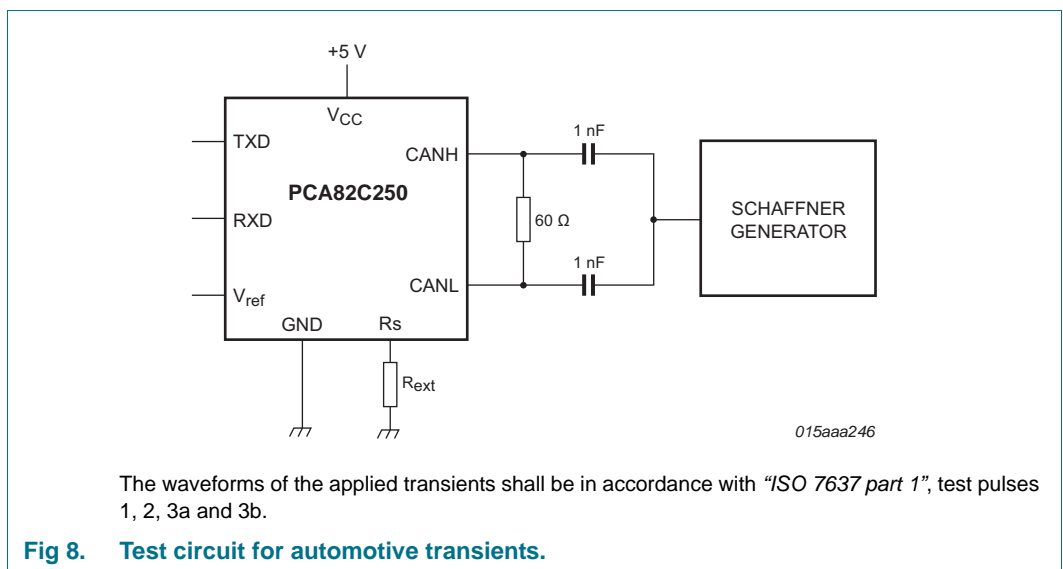 +5 V
VCC
TXD
CANH
1 nF
PCA82C250
SCHAFFNER
GENERATOR
RXD
60 Ω
1 nF
CANL
Vref
GND
Rs
Rext
015aaa246
The waveforms of the applied transients shall be in accordance with “ISO 7637 part 1”, test pulses
1, 2, 3a and 3b.
Fig 8. Test circuit for automotive transients.